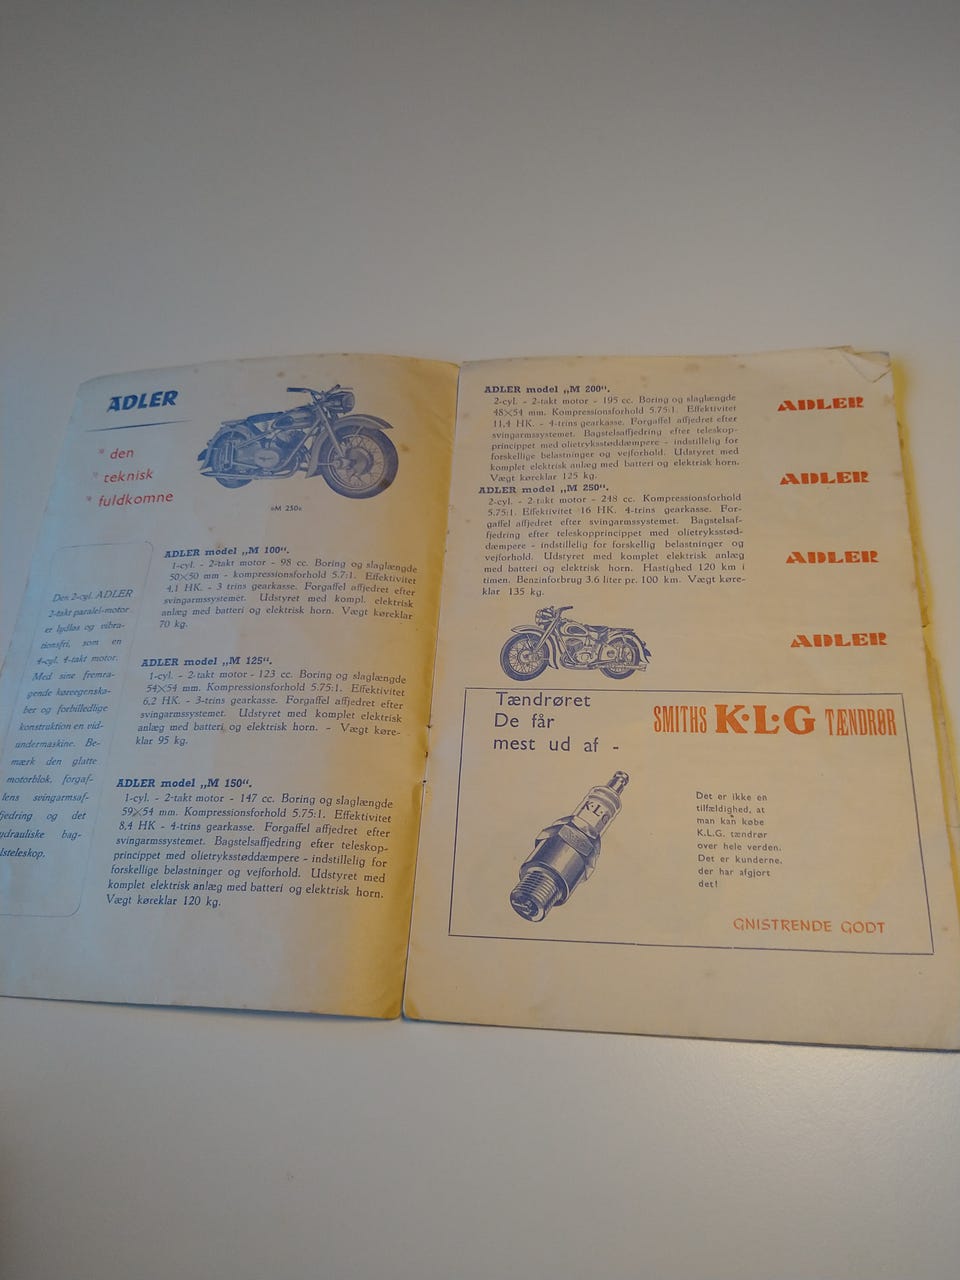 ADLER
* den
* teknisk
* fuldkomne
»M 250«
Den 2-cyl. ADLER
2-takt paralel-motor
er lydløs og vibra-
tionsfri, som en
4-cyl. 4-takt motor.
Med sine fremra-
gende køreegenska-
ber og forbilledlige
konstruktion en vid-
undermaskine. Be-
mærk den glatte
motorblok, forgaf-
lens svingarmsaf-
fjedring og det
ydrauliske bag-
lsteleskop.
ADLER model „M 100“.
1-cyl. - 2-takt motor - 98 cc. Boring og slaglængde
50×50 mm - kompressionsforhold 5.7:1. Effektivitet
4,1 HK. - 3 trins gearkasse. Forgaffel affjedret efter
svingarmssystemet. Udstyret med kompl. elektrisk
anlæg med batteri og elektrisk horn. Vægt køreklar
70 kg.
ADLER model „M 125“.
1-cyl. - 2-takt motor - 123 cc. Boring og slaglængde
54×54 mm. Kompressionsforhold 5.75:1. Effektivitet
6,2 HK. - 3-trins gearkasse. Forgaffel affjedret efter
svingarmssystemet. Udstyret med komplet elektrisk
anlæg med batteri og elektrisk horn. - Vægt køre-
klar 95 kg.
ADLER model „M 150“.
1-cyl. - 2-takt motor - 147 cc. Boring og slaglængde
59×54 mm. Kompressionsforhold 5.75:1. Effektivitet
8,4 HK - 4-trins gearkasse. Forgaffel affjedret efter
svingarmssystemet. Bagstelsaffjedring efter teleskop-
princippet med olietryksstøddæmpere - indstillelig for
forskellige belastninger og vejforhold. Udstyret med
komplet elektrisk anlæg med batteri og elektrisk horn.
Vægt køreklar 120 kg.
ADLER model „M 200“.
2-cyl. - 2-takt motor - 195 cc. Boring og slaglængde
48×54 mm. Kompressionsforhold 5.75:1. Effektivitet
11,4 HK. - 4-trins gearkasse. Forgaffel affjedret efter
svingarmssystemet. Bagstelsaffjedring efter teleskop-
princippet med olietryksstøddæmpere - indstillelig for
forskellige belastninger og vejforhold. Udstyret med
komplet elektrisk anlæg med batteri og elektrisk horn.
Vægt køreklar 125 kg.
ADLER model „M 250“.
2-cyl. - 2-takt motor - 248 cc. Kompressionsforhold
5.75:1. Effektivitet 16 HK. 4-trins gearkasse. For-
gaffel affjedret efter svingarmssystemet. Bagstelsaf-
fjedring efter teleskopprincippet med olietryksstød-
dæmpere - indstillelig for forskellig belastninger og
vejforhold. Udstyret med komplet elektrisk anlæg
med batteri og elektrisk horn. Hastighed 120 km i
timen. Benzinforbrug 3.6 liter pr. 100 km. Vægt køre-
klar 135 kg.
ADLER
ADLER
ADLER
ADLER
Tændrøret
De får
mest ud af -
SMITHS K·L·G TÆNDRØR
K·L·G
Det er ikke en
tilfældighed, at
man kan købe
K.L.G. tændrør
over hele verden.
Det er kunderne,
der har afgjort
det!
GNISTRENDE GODT